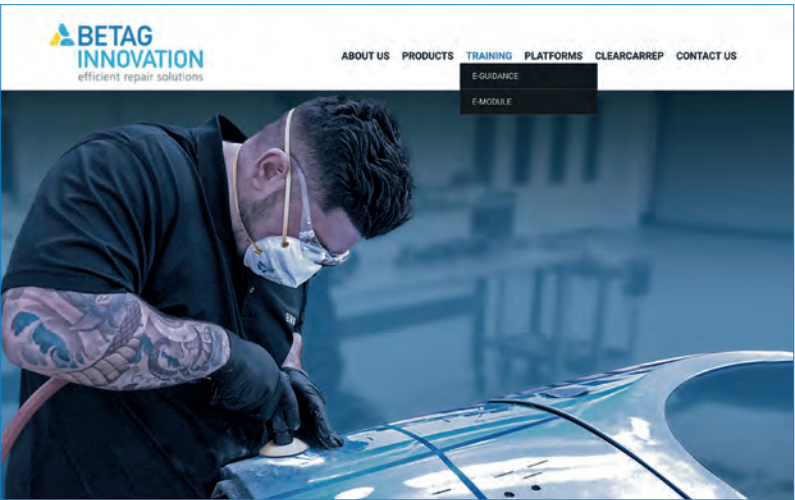 BETAG
INNOVATION
efficient repair solutions
ABOUT US PRODUCTS TRAINING PLATFORMS CLEARCARREP CONTACT US
E-GUIDANCE
E-MODULE